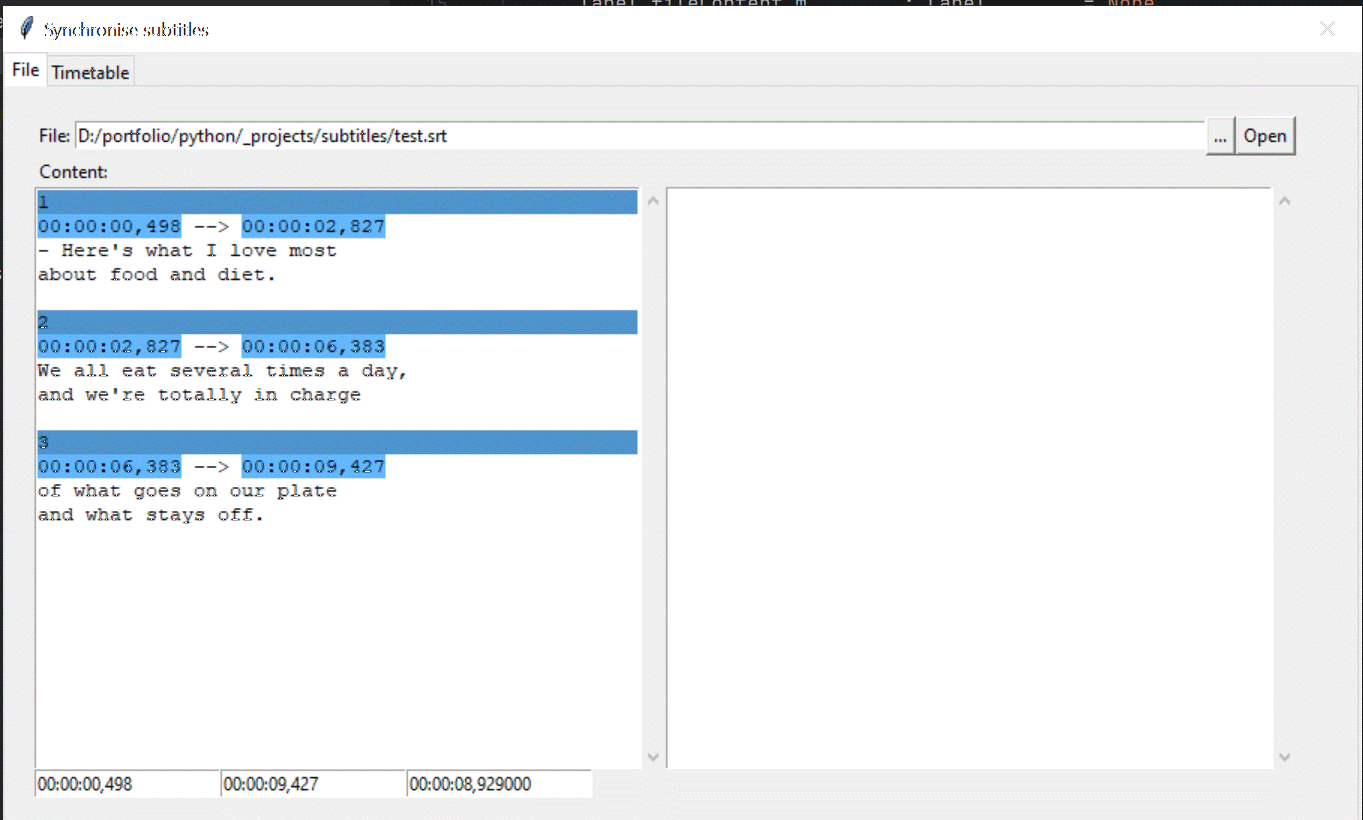 Synchronise subtitles
File Timetable
File: D:/portfolio/python/_projects/subtitles/test.srt ... Open
Content:
1
00:00:00,498 --> 00:00:02,827
- Here's what I love most
about food and diet.
2
00:00:02,827 --> 00:00:06,383
We all eat several times a day,
and we're totally in charge
3
00:00:06,383 --> 00:00:09,427
of what goes on our plate
and what stays off.
00:00:00,498 00:00:09,427 00:00:08,929000